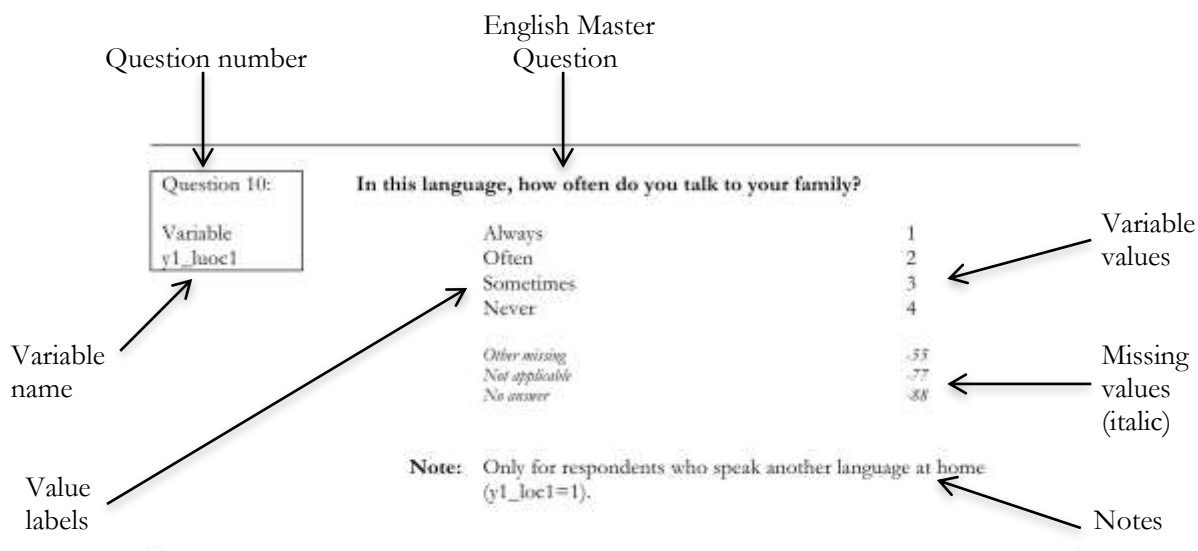 English Master
Question
Question number
Question 10:
In this language, how often do you talk to your family?
Variable
y1_luoc1
Always 1
Often 2
Sometimes 3
Never 4
Variable
values
Other missing -55
Not applicable -77
No answer -88
Variable
name
Missing
values
(italic)
Note: Only for respondents who speak another language at home
(y1_loc1=1).
Value
labels
Notes